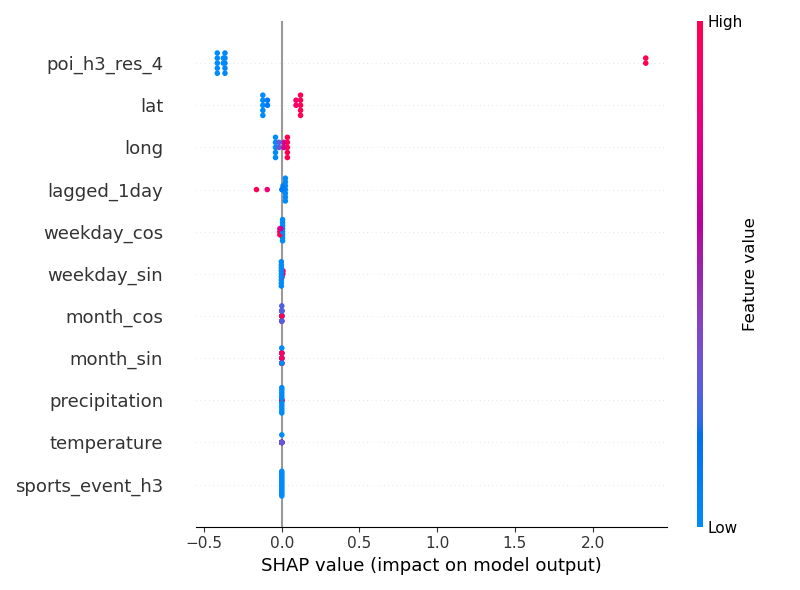 High
poi_h3_res_4
lat
long
lagged_1day
weekday_cos
weekday_sin
month_cos
month_sin
precipitation
temperature
sports_event_h3
Feature value
Low
−0.5 0.0 0.5 1.0 1.5 2.0
SHAP value (impact on model output)